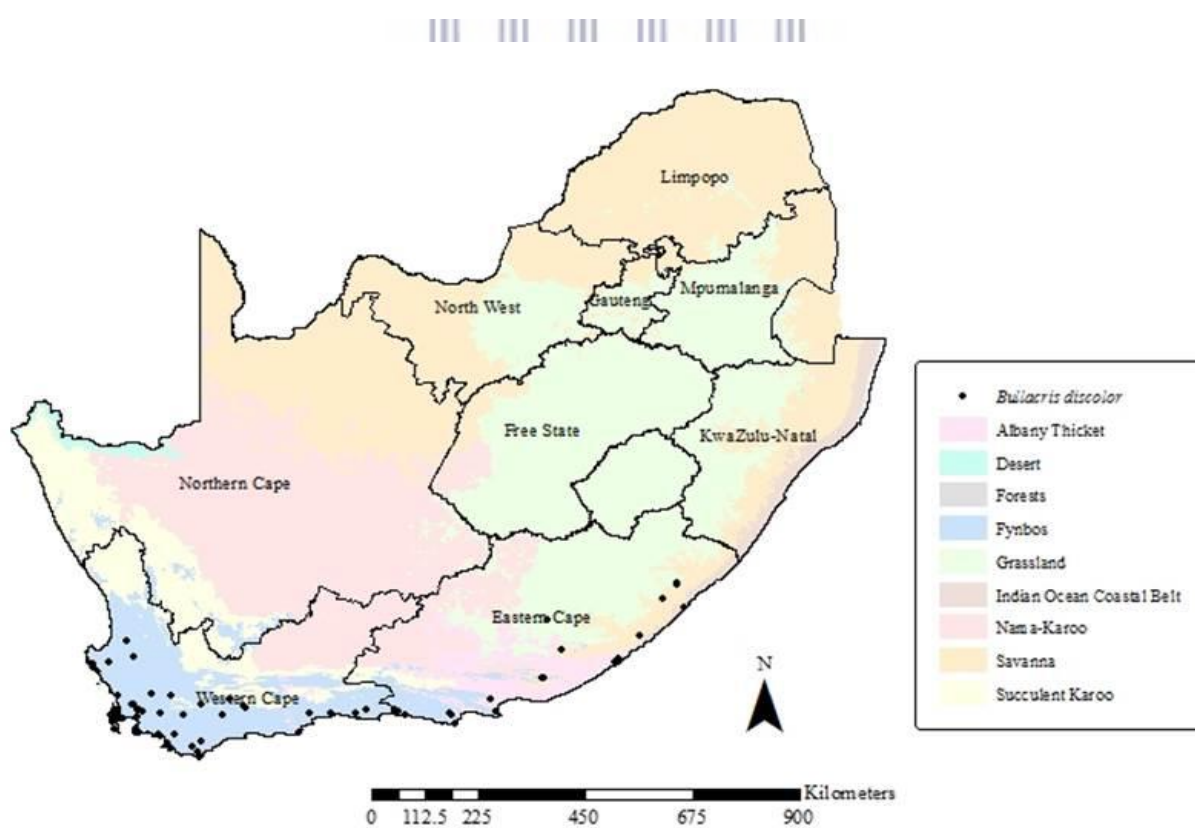 Limpopo
North West
Gauteng
Mpumalanga
Free State
KwaZulu-Natal
Northern Cape
Eastern Cape
Western Cape
Bullacris discolor
Albany Thicket
Desert
Forests
Fynbos
Grassland
Indian Ocean Coastal Belt
Nama-Karoo
Savanna
Succulent Karoo
N
Kilometers
0 112.5 225 450 675 900